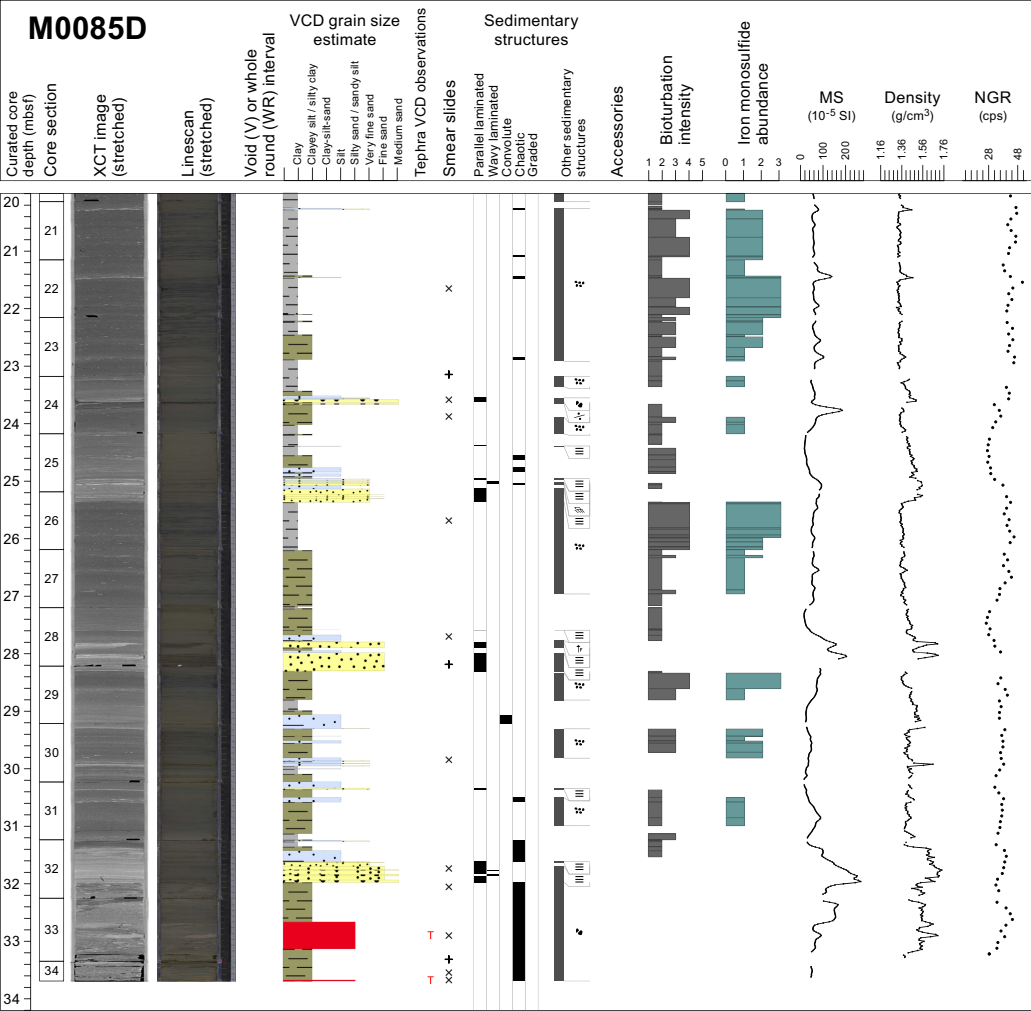 M0085D
Curated core
depth (mbsf)
Core section
XCT image
(stretched)
Linescan
(stretched)
Void (V) or whole
round (WR) interval
VCD grain size
estimate
Clay
Clayey silt / silty clay
Clay-silt-sand
Silt
Silty sand / sandy silt
Very fine sand
Fine sand
Medium sand
Tephra VCD observations
Smear slides
Sedimentary
structures
Parallel laminated
Wavy laminated
Convolute
Chaotic
Graded
Other sedimentary
structures
Accessories
Bioturbation
intensity
1 2 3 4 5
Iron monosulfide
abundance
0 1 2 3
MS
(10-5 SI)
0 100 200
Density
(g/cm3)
1.16 1.36 1.56 1.76
NGR
(cps)
28 48
20
21
22
23
24
25
26
27
28
29
30
31
32
33
34
21
22
23
24
25
26
27
28
29
30
31
32
33
34
T
T